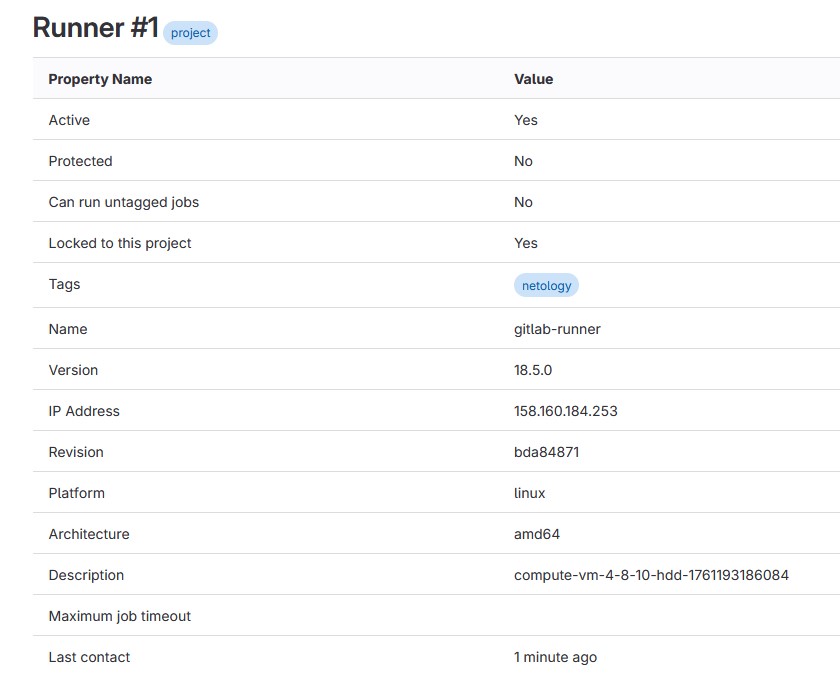 Runner #1 project
Property Name Value
Active Yes
Protected No
Can run untagged jobs No
Locked to this project Yes
Tags netology
Name gitlab-runner
Version 18.5.0
IP Address 158.160.184.253
Revision bda84871
Platform linux
Architecture amd64
Description compute-vm-4-8-10-hdd-1761193186084
Maximum job timeout
Last contact 1 minute ago